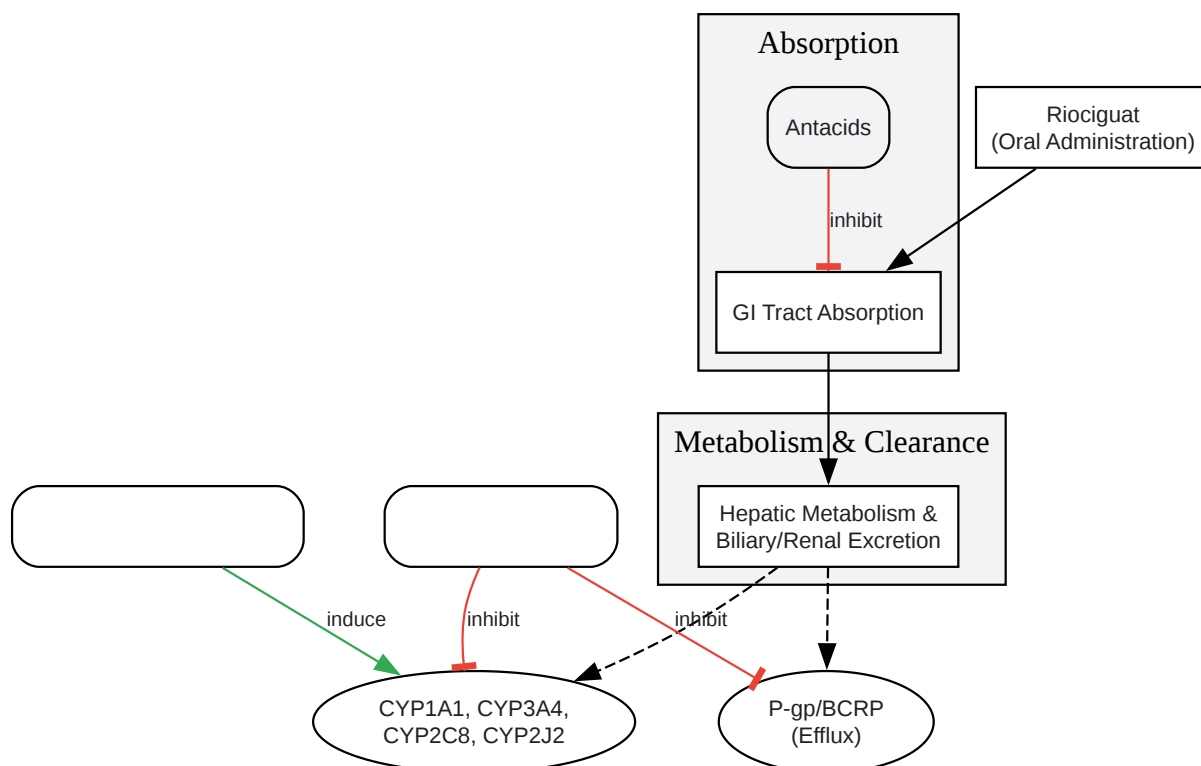 Absorption
Antacids
Riociguat
(Oral Administration)
inhibit
GI Tract Absorption
Metabolism & Clearance
Hepatic Metabolism &
Biliary/Renal Excretion
induce
inhibit
inhibit
CYP1A1, CYP3A4,
CYP2C8, CYP2J2
P-gp/BCRP
(Efflux)